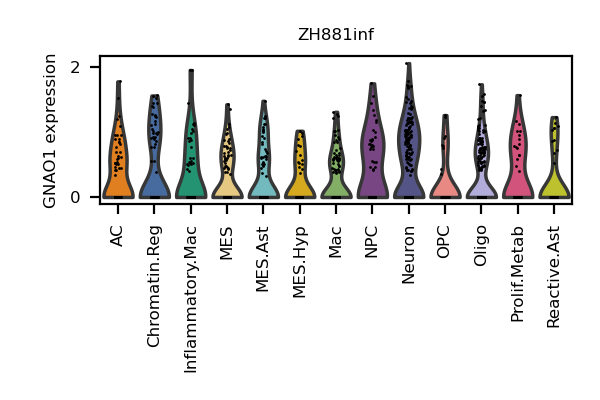 ZH881inf
GNAO1 expression
2
0
AC
Chromatin.Reg
Inflammatory.Mac
MES
MES.Ast
MES.Hyp
Mac
NPC
Neuron
OPC
Oligo
Prolif.Metab
Reactive.Ast